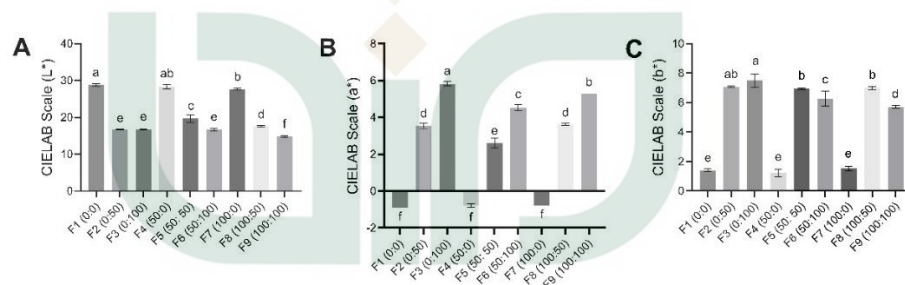 A
CIELAB Scale (L*)
40
30
20
10
0
a
e
e
ab
c
e
b
d
f
F1 (0:0)
F2 (0:50)
F3 (0:100)
F4 (50:0)
F5 (50: 50)
F6 (50:100)
F7 (100:0)
F8 (100:50)
F9 (100:100)
B
CIELAB Scale (a*)
8
6
4
2
0
-2
f
d
a
f
e
c
f
d
b
F1 (0:0)
F2 (0:50)
F3 (0:100)
F4 (50:0)
F5 (50: 50)
F6 (50:100)
F7 (100:0)
F8 (100:50)
F9 (100-100)
C
CIELAB Scale (b*)
10
8
6
4
2
0
e
ab
a
e
b
c
e
b
d
F1 (0:0)
F2 (0:50)
F3 (0:100)
F4 (50:0)
F5 (50: 50)
F6 (50:100)
F7 (100:0)
F8 (100:50)
F9 (100:100)